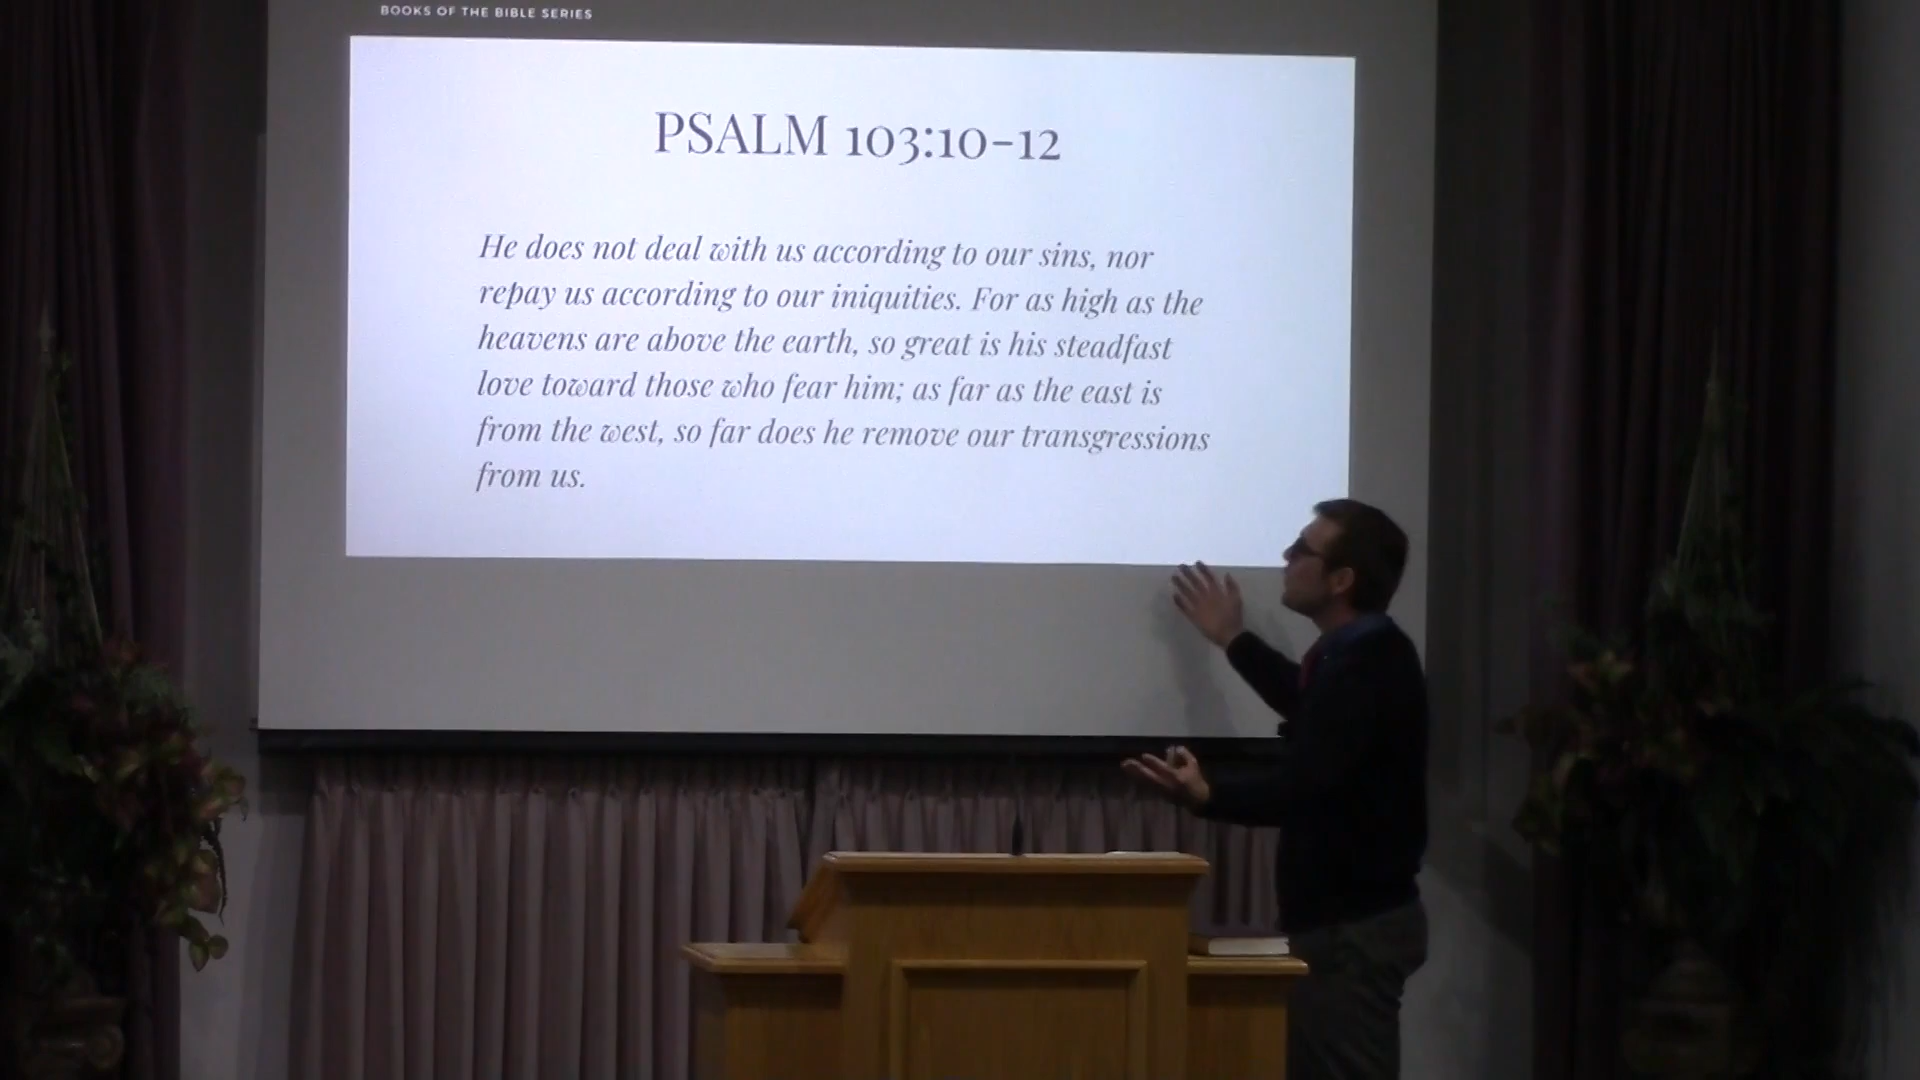 BOOKS OF THE BIBLE SERIES
PSALM 103:10-12
He does not deal with us according to our sins, nor
repay us according to our iniquities. For as high as the
heavens are above the earth, so great is his steadfast
love toward those who fear him; as far as the east is
from the west, so far does he remove our transgressions
from us.